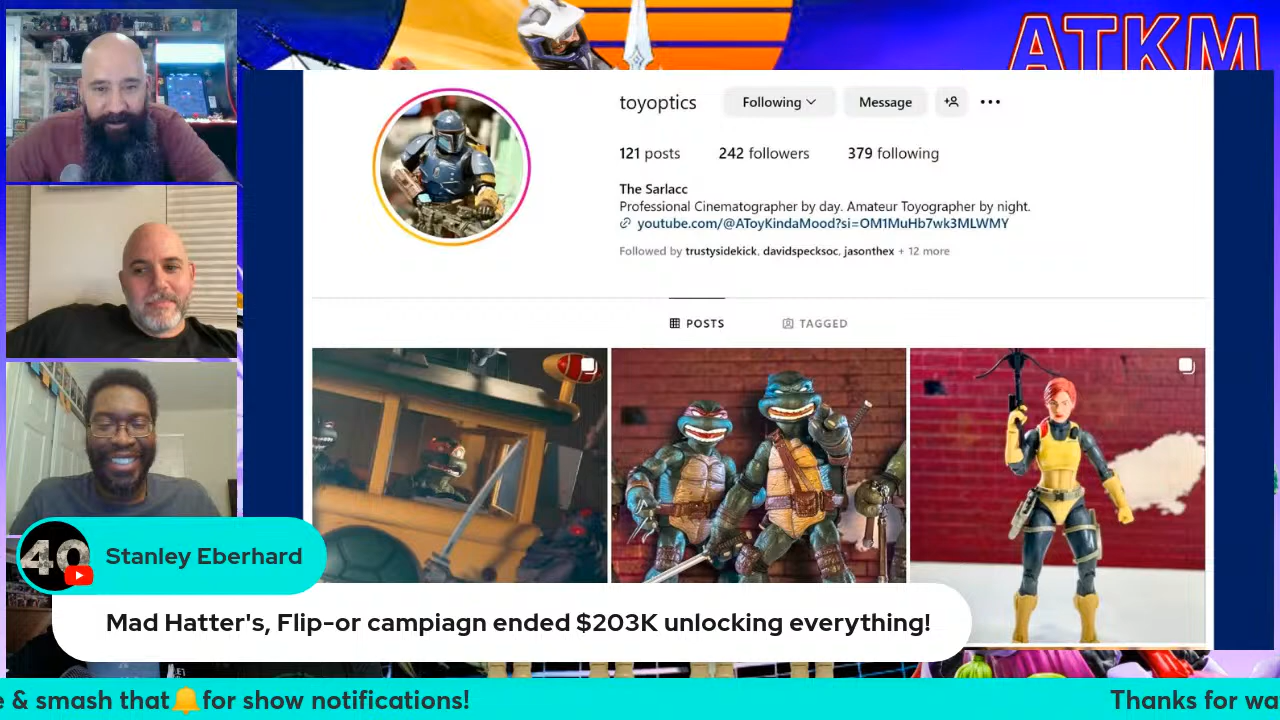 ATKM
toyoptics
Following
Message
121 posts
242 followers
379 following
The Sarlacc
Professional Cinematographer by day. Amateur Toyographer by night.
youtube.com/@AToyKindaMood?si=OM1MuHb7wk3MLWMY
Followed by trustysidekick, davidspecksoc, jasonthex + 12 more
POSTS
TAGGED
40
Stanley Eberhard
Mad Hatter's, Flip-or campiagn ended $203K unlocking everything!
e & smash that🔔for show notifications!
Thanks for wa